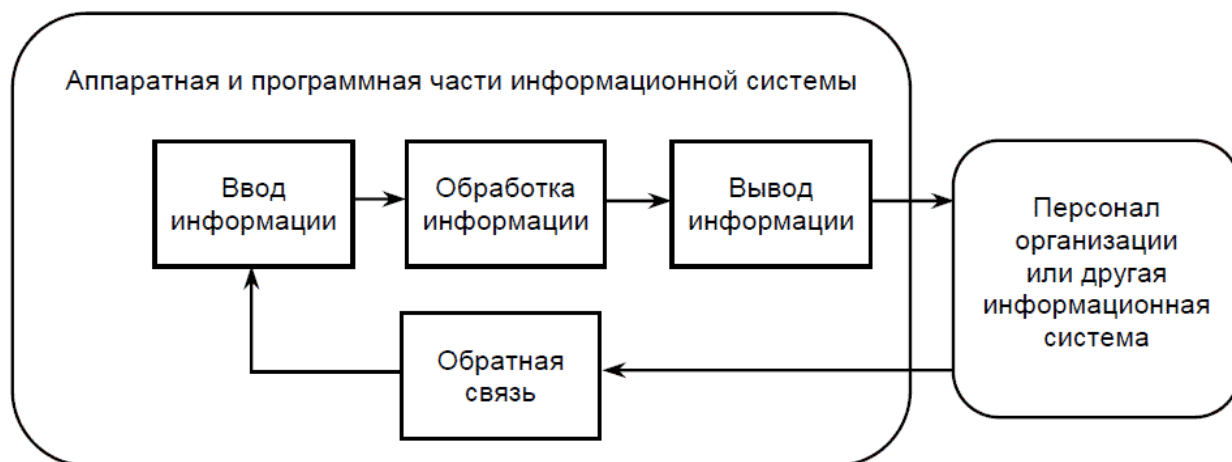 Аппаратная и программная части информационной системы
Ввод
информации
Обработка
информации
Вывод
информации
Персонал
организации
или другая
информационная
система
Обратная
связь